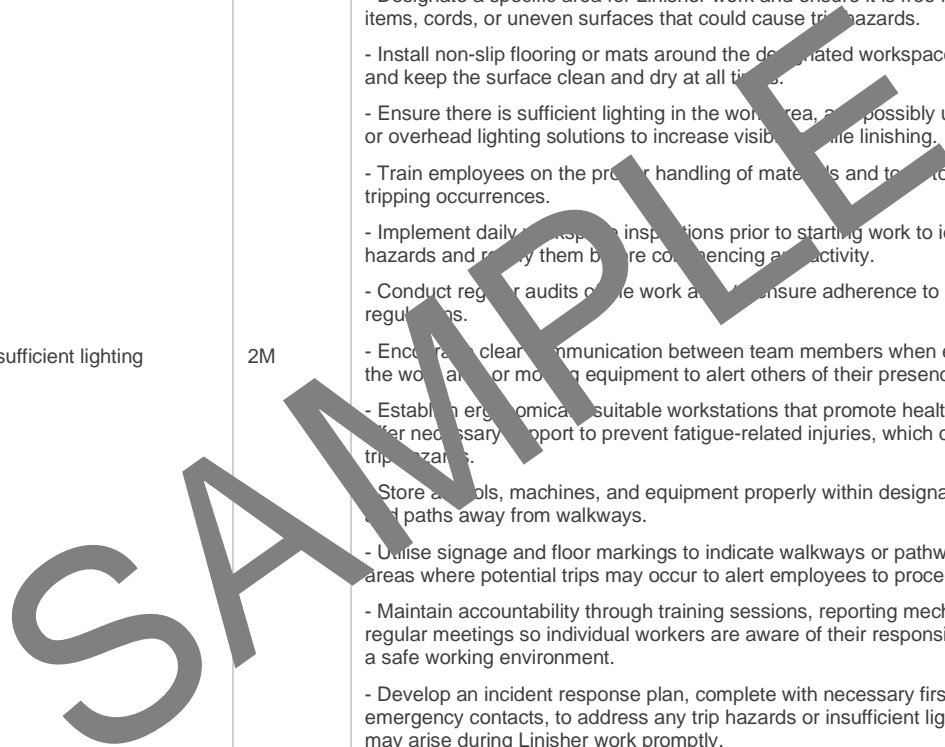 items, cords, or uneven surfaces that could cause trip hazards.
- Install non-slip flooring or mats around the designated workspace
and keep the surface clean and dry at all times.
- Ensure there is sufficient lighting in the work area, and possibly
or overhead lighting solutions to increase visibility while linishing.
- Train employees on the proper handling of materials and tools to
tripping occurrences.
- Implement daily workspace inspections prior to starting work to
hazards and rectify them before commencing any activity.
- Conduct regular audits of the work area to ensure adherence to
regulations.
sufficient lighting
2M
- Encourage clear communication between team members when
the work area or moving equipment to alert others of their presence
- Establish ergonomically suitable workstations that promote
offer necessary support to prevent fatigue-related injuries, which
trip hazards.
- Store all tools, machines, and equipment properly within
and paths away from walkways.
- Utilise signage and floor markings to indicate walkways or
areas where potential trips may occur to alert employees to
- Maintain accountability through training sessions, reporting
regular meetings so individual workers are aware of their
a safe working environment.
- Develop an incident response plan, complete with necessary
emergency contacts, to address any trip hazards or insufficient
may arise during Linisher work promptly.
SAMPLE